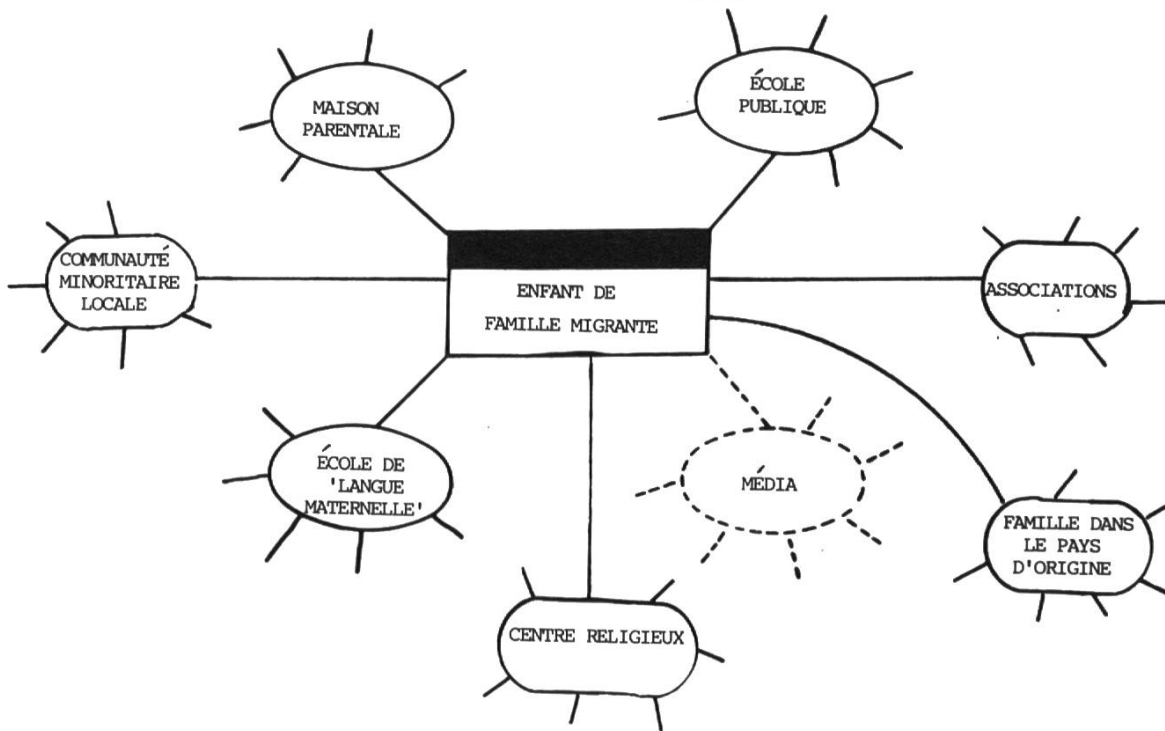 MAISON
PARENTALE
ÉCOLE
PUBLIQUE
COMMUNAUTÉ
MINORITAIRE
LOCALE
ENFANT DE
FAMILLE MIGRANTE
ASSOCIATIONS
ÉCOLE DE
'LANGUE
MATERNELLE'
MÉDIA
FAMILLE DANS
LE PAYS
D'ORIGINE
CENTRE RELIGIEUX